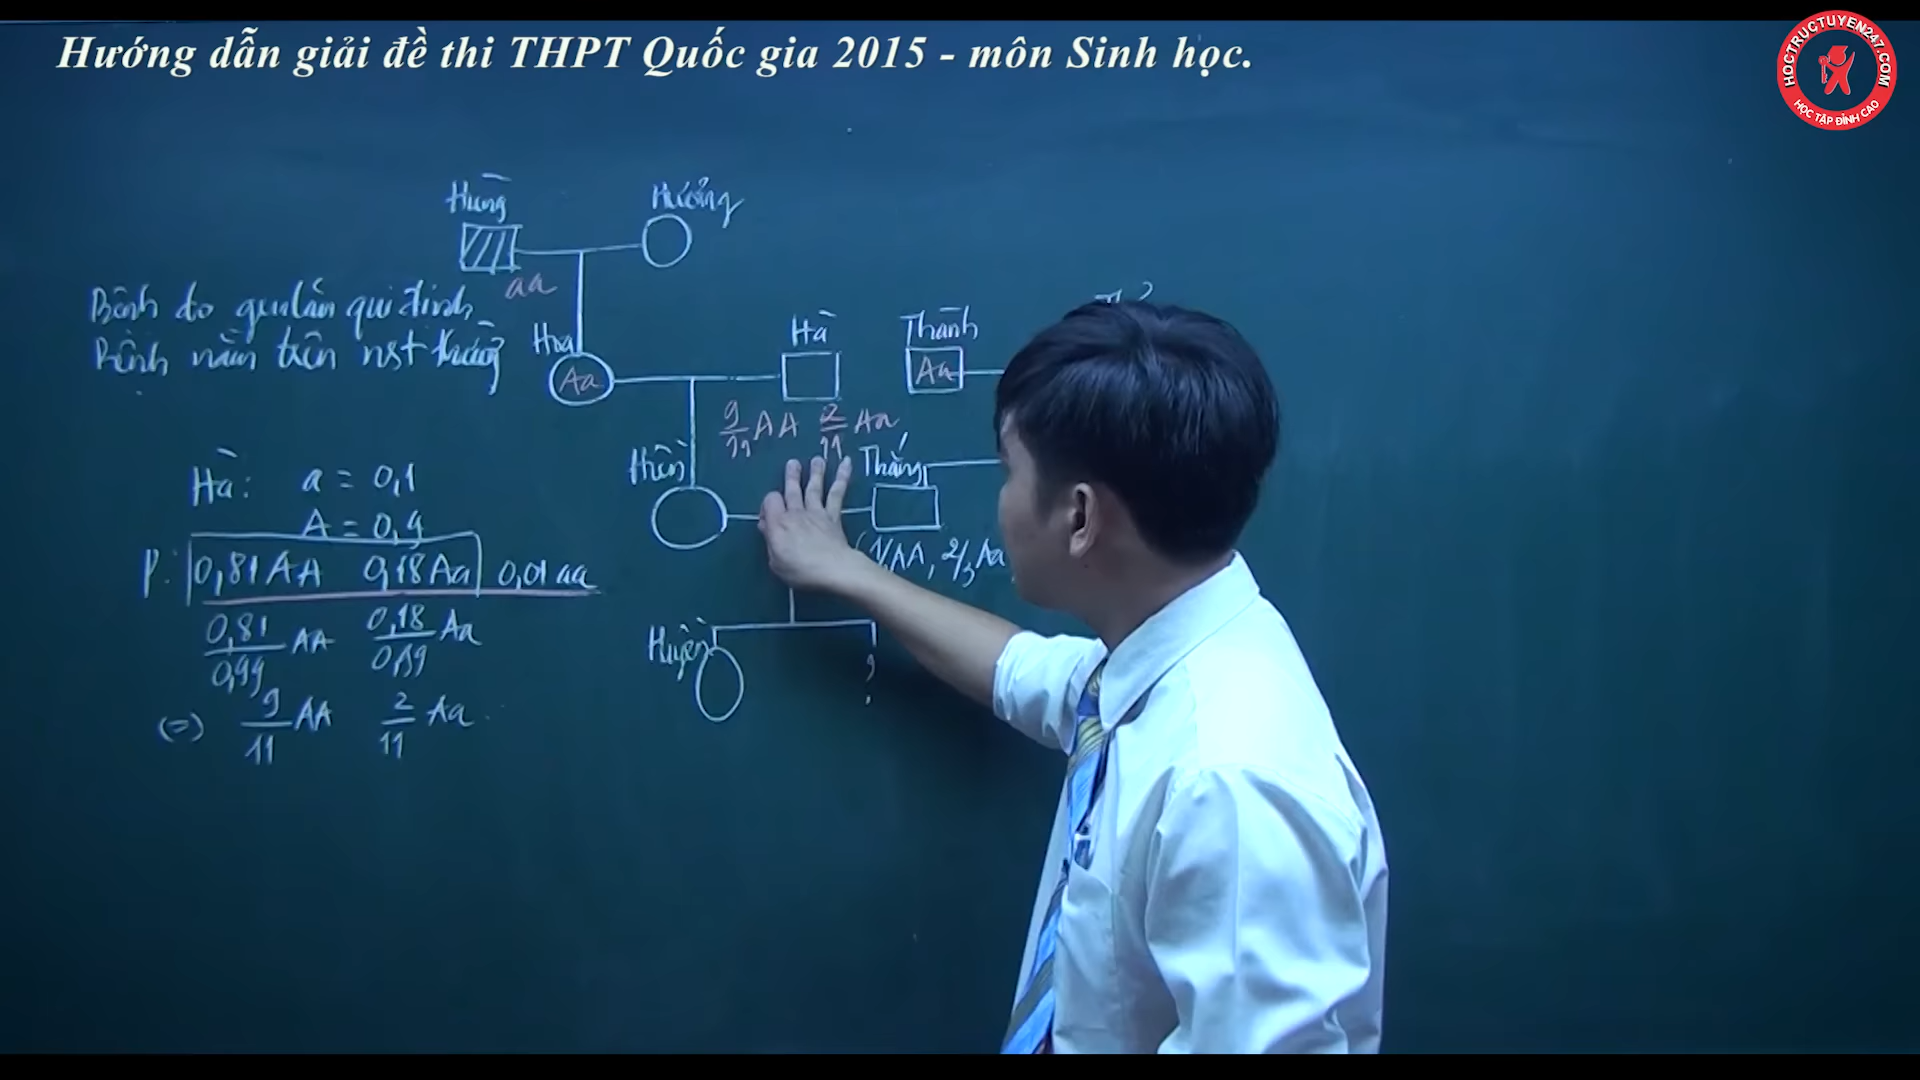 Hướng dẫn giải đề thi THPT Quốc gia 2015 - môn Sinh học.
HOCTRUCTUYEN247.COM
HỌC TẬP ĐỈNH CAO
Hùng
Hưởng
aa
Bệnh do gen lặn qui định
Bệnh nằm trên nst thường
Hoa
Aa
Hà
Thành
Aa
9/11 AA 2/11 Aa
Hiền
Thắng
1/3 AA, 2/3 Aa
Huyền
?
Hà: a = 0,1
A = 0,9
P: 0,81 AA 0,18 Aa 0,01 aa
0,81/0,99 AA 0,18/0,99 Aa
(=) 9/11 AA 2/11 Aa